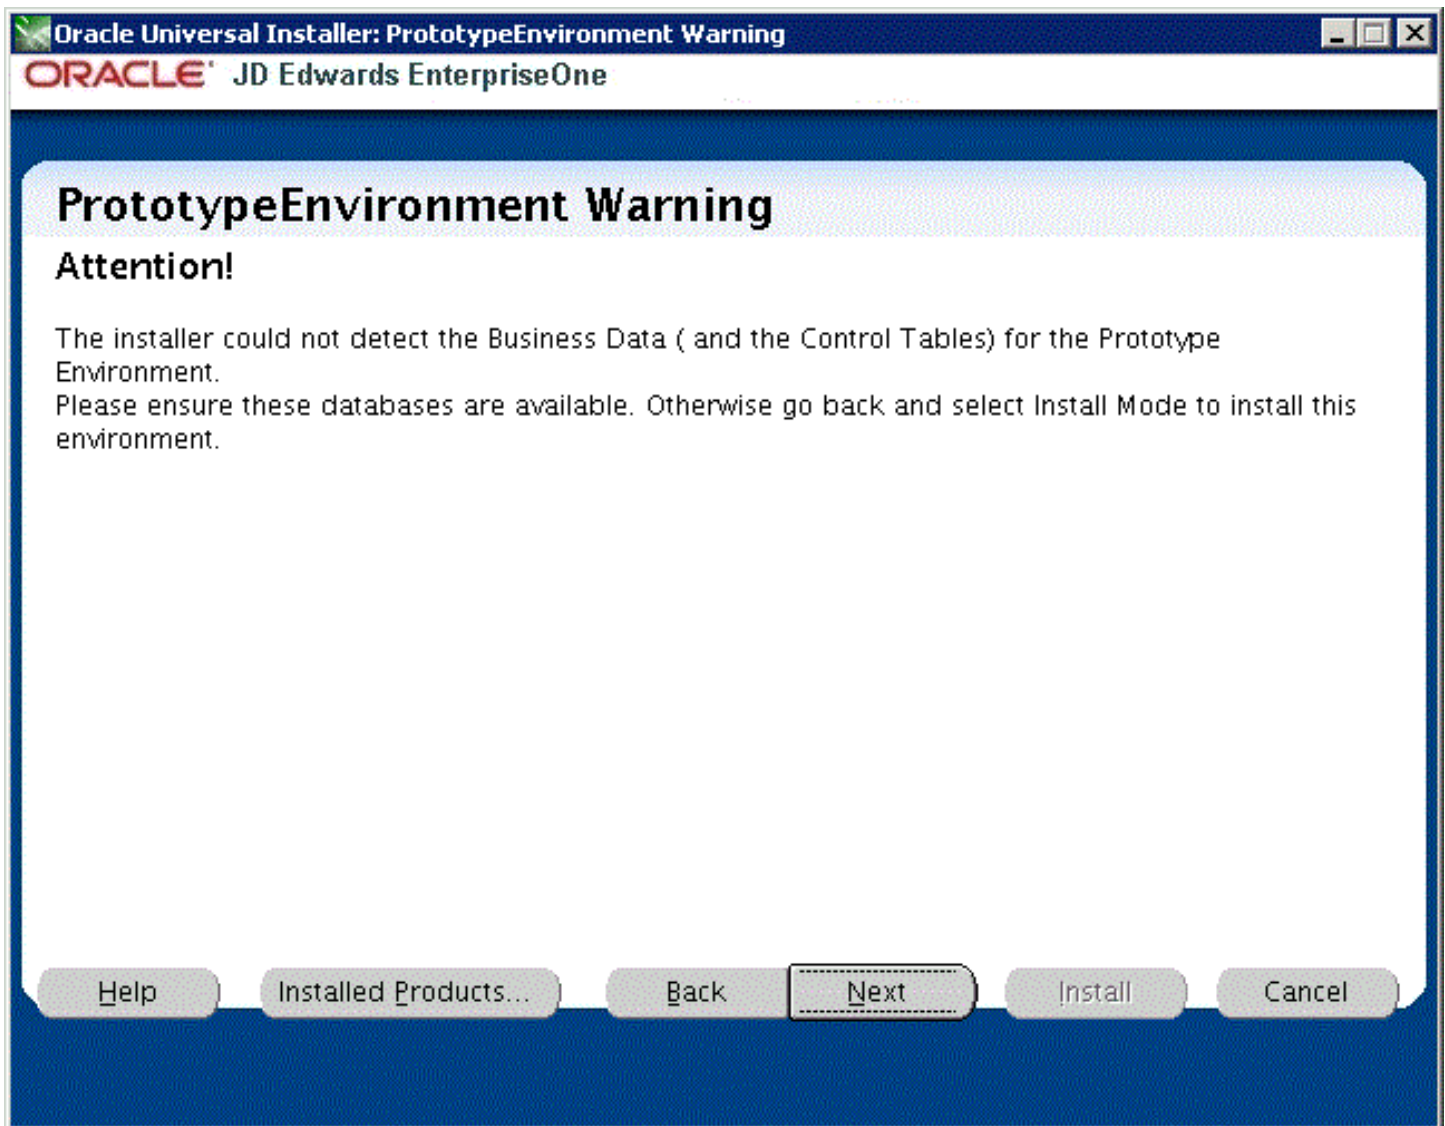 Oracle Universal Installer: PrototypeEnvironment Warning
ORACLE JD Edwards EnterpriseOne
PrototypeEnvironment Warning
Attention!
The installer could not detect the Business Data ( and the Control Tables) for the Prototype
Environment.
Please ensure these databases are available. Otherwise go back and select Install Mode to install this
environment.
Help Installed Products... Back Next Install Cancel